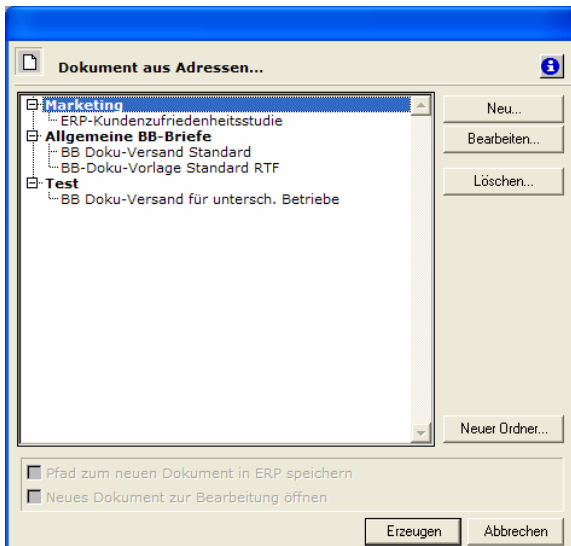 Dokument aus Adressen...
Marketing
ERP-Kundenzufriedenheitsstudie
Allgemeine BB-Briefe
BB Doku-Versand Standard
BB-Doku-Vorlage Standard RTF
Test
BB Doku-Versand für untersch. Betriebe
Neu...
Bearbeiten...
Löschen...
Neuer Ordner...
Pfad zum neuen Dokument in ERP speichern
Neues Dokument zur Bearbeitung öffnen
Erzeugen
Abbrechen